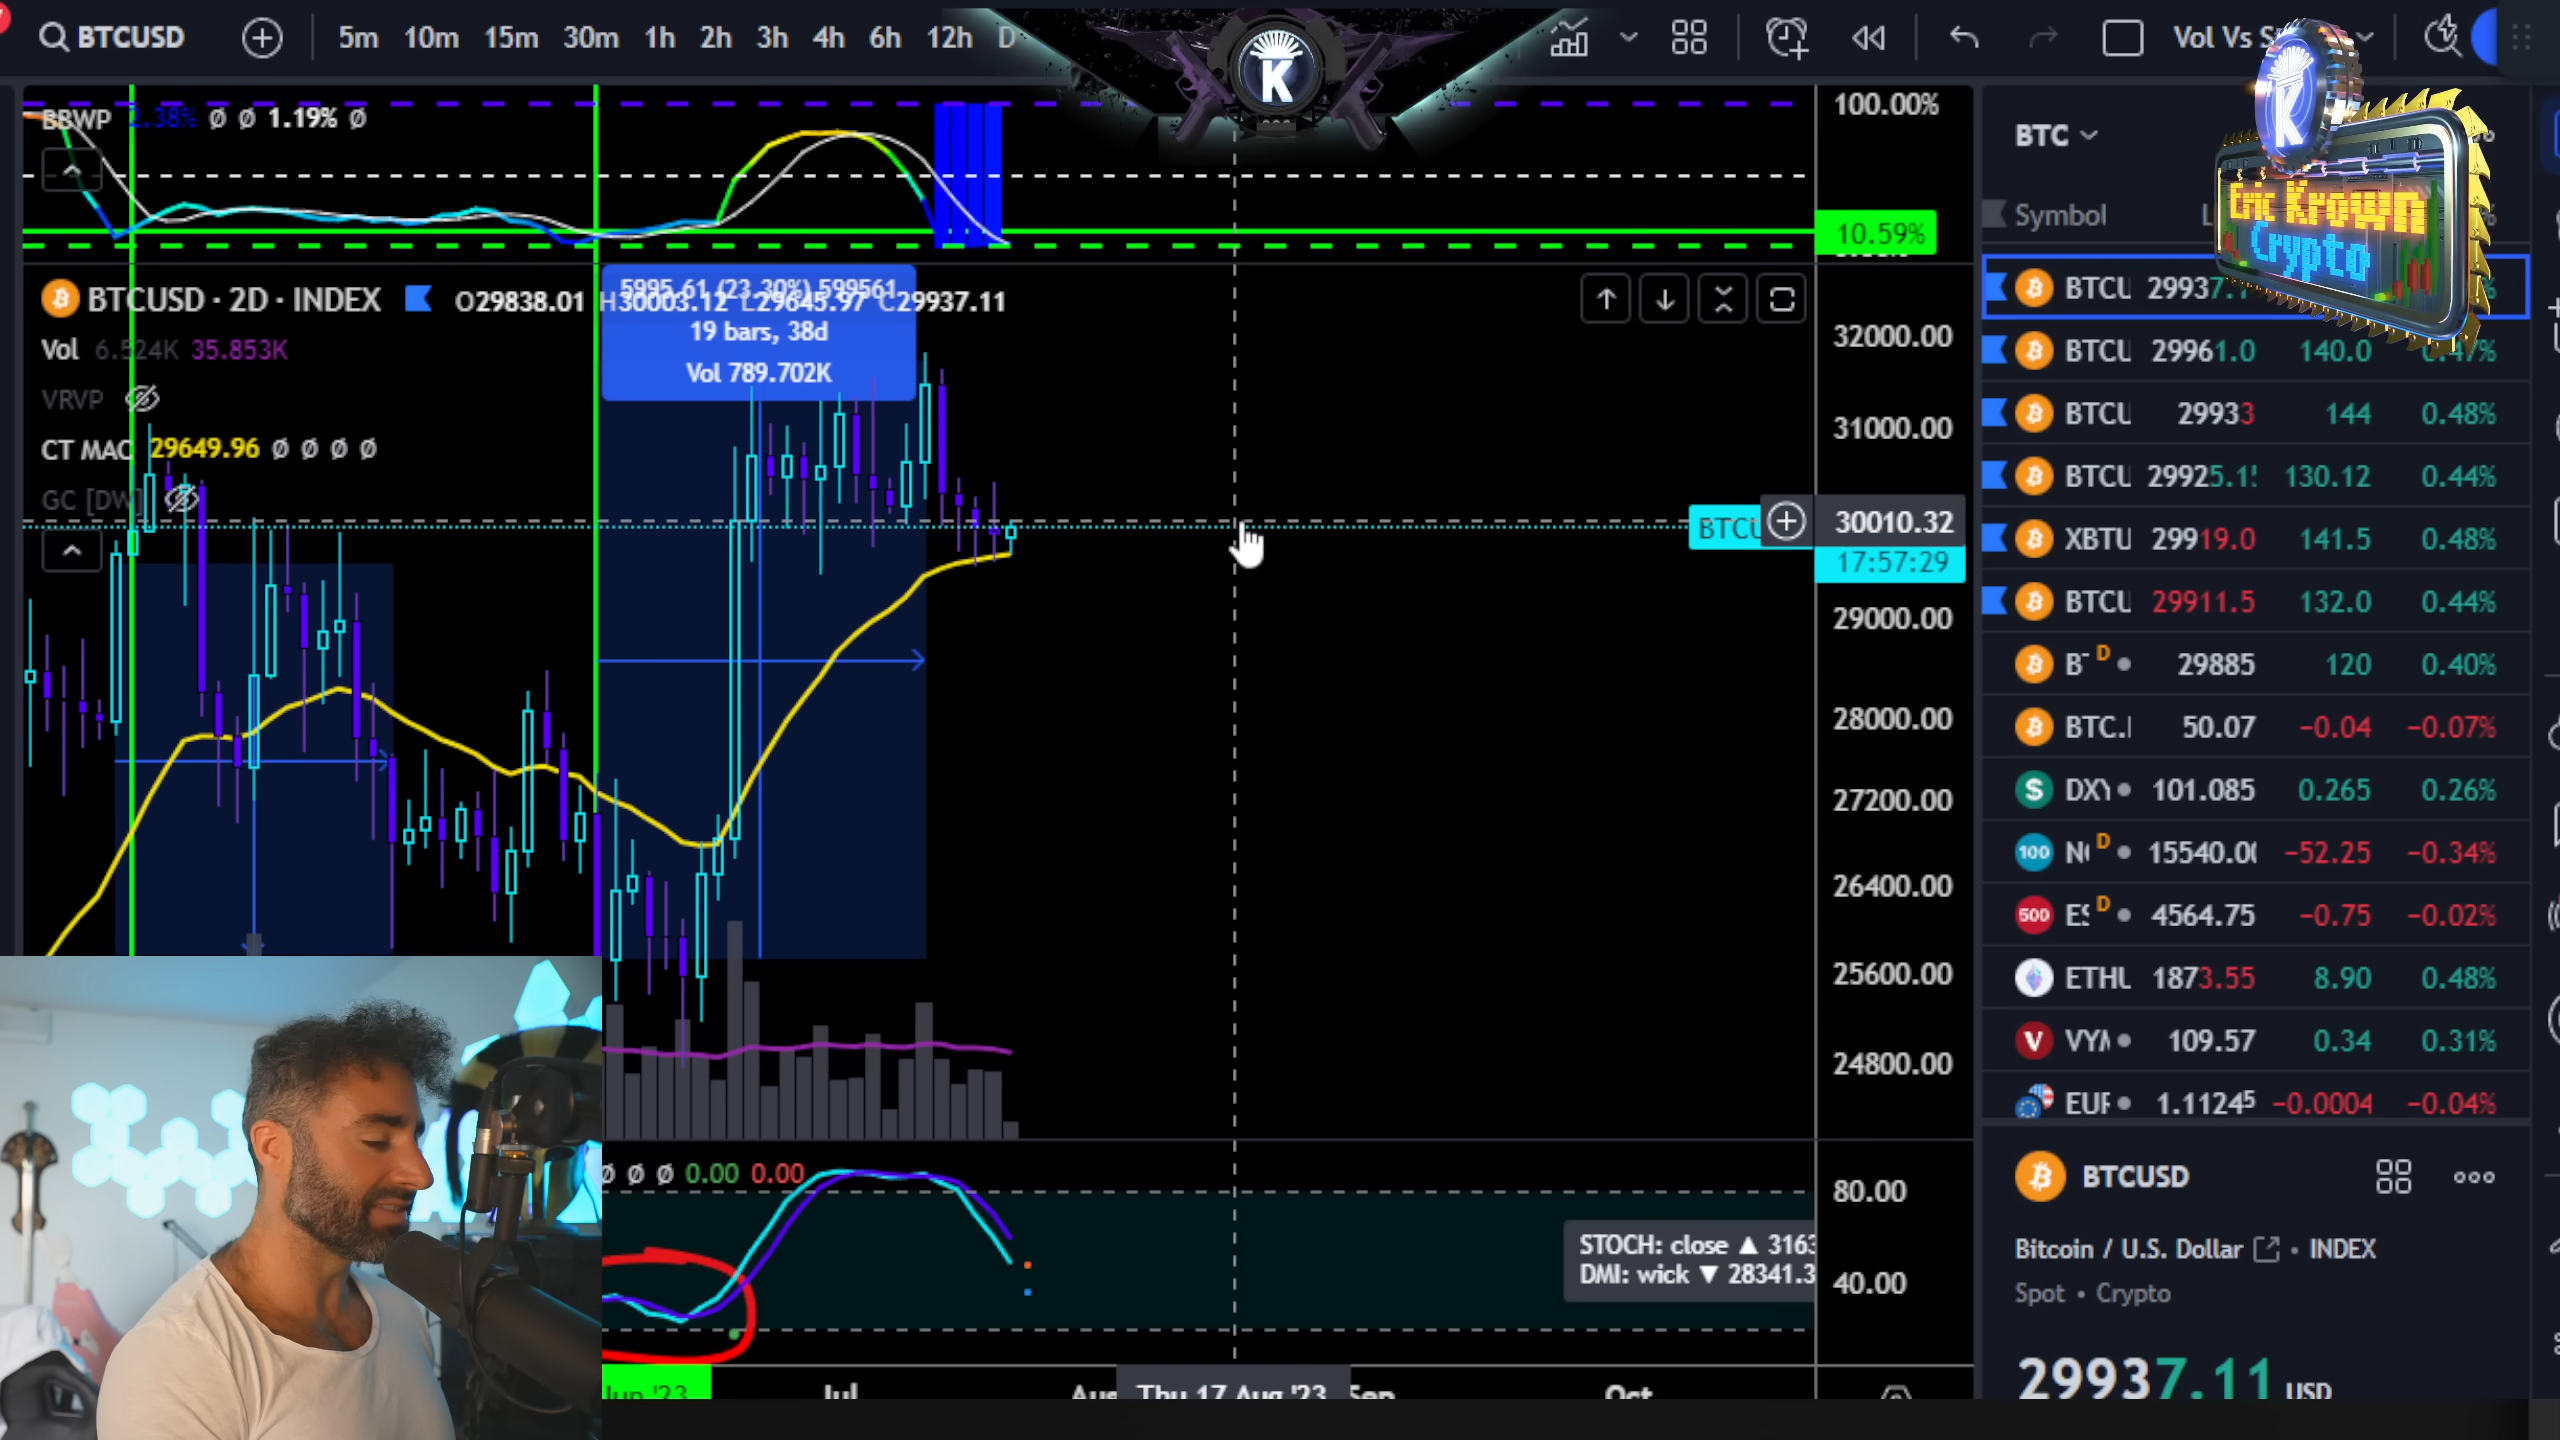 BTCUSD 5m 10m 15m 30m 1h 2h 3h 4h 6h 12h D Vol Vs
K
K
Eric Krown
Crypto
BBWP 2.38% Ø Ø 1.19% Ø
100.00%
10.59%
BTCUSD · 2D · INDEX O29838.01 H30003.12 L29645.97 C29937.11
5995.61 (23.30%) 599561
19 bars, 38d
Vol 789.702K
Vol 6.524K 35.853K
VRVP
CT MAC 29649.96 Ø Ø Ø Ø
GC [DW]
32000.00
31000.00
BTCU 30010.32
17:57:29
29000.00
28000.00
27200.00
26400.00
25600.00
24800.00
Ø Ø Ø 0.00 0.00
80.00
40.00
STOCH: close ▲ 3163
DMI: wick ▼ 28341.3
Jun '23 Jul Aug Thu 17 Aug '23 Sep Oct
BTC
Symbol L
BTCU 29937.1
BTCU 29961.0 140.0 0.47%
BTCU 29933 144 0.48%
BTCU 29925.1 130.12 0.44%
XBTU 29919.0 141.5 0.48%
BTCU 29911.5 132.0 0.44%
B D 29885 120 0.40%
BTC. 50.07 −0.04 −0.07%
S DXY 101.085 0.265 0.26%
100 D 15540.00 −52.25 −0.34%
500 ES D 4564.75 −0.75 −0.02%
ETHU 1873.55 8.90 0.48%
V VYM 109.57 0.34 0.31%
EUR 1.11245 −0.0004 −0.04%
BTCUSD
Bitcoin / U.S. Dollar • INDEX
Spot • Crypto
29937.11 USD